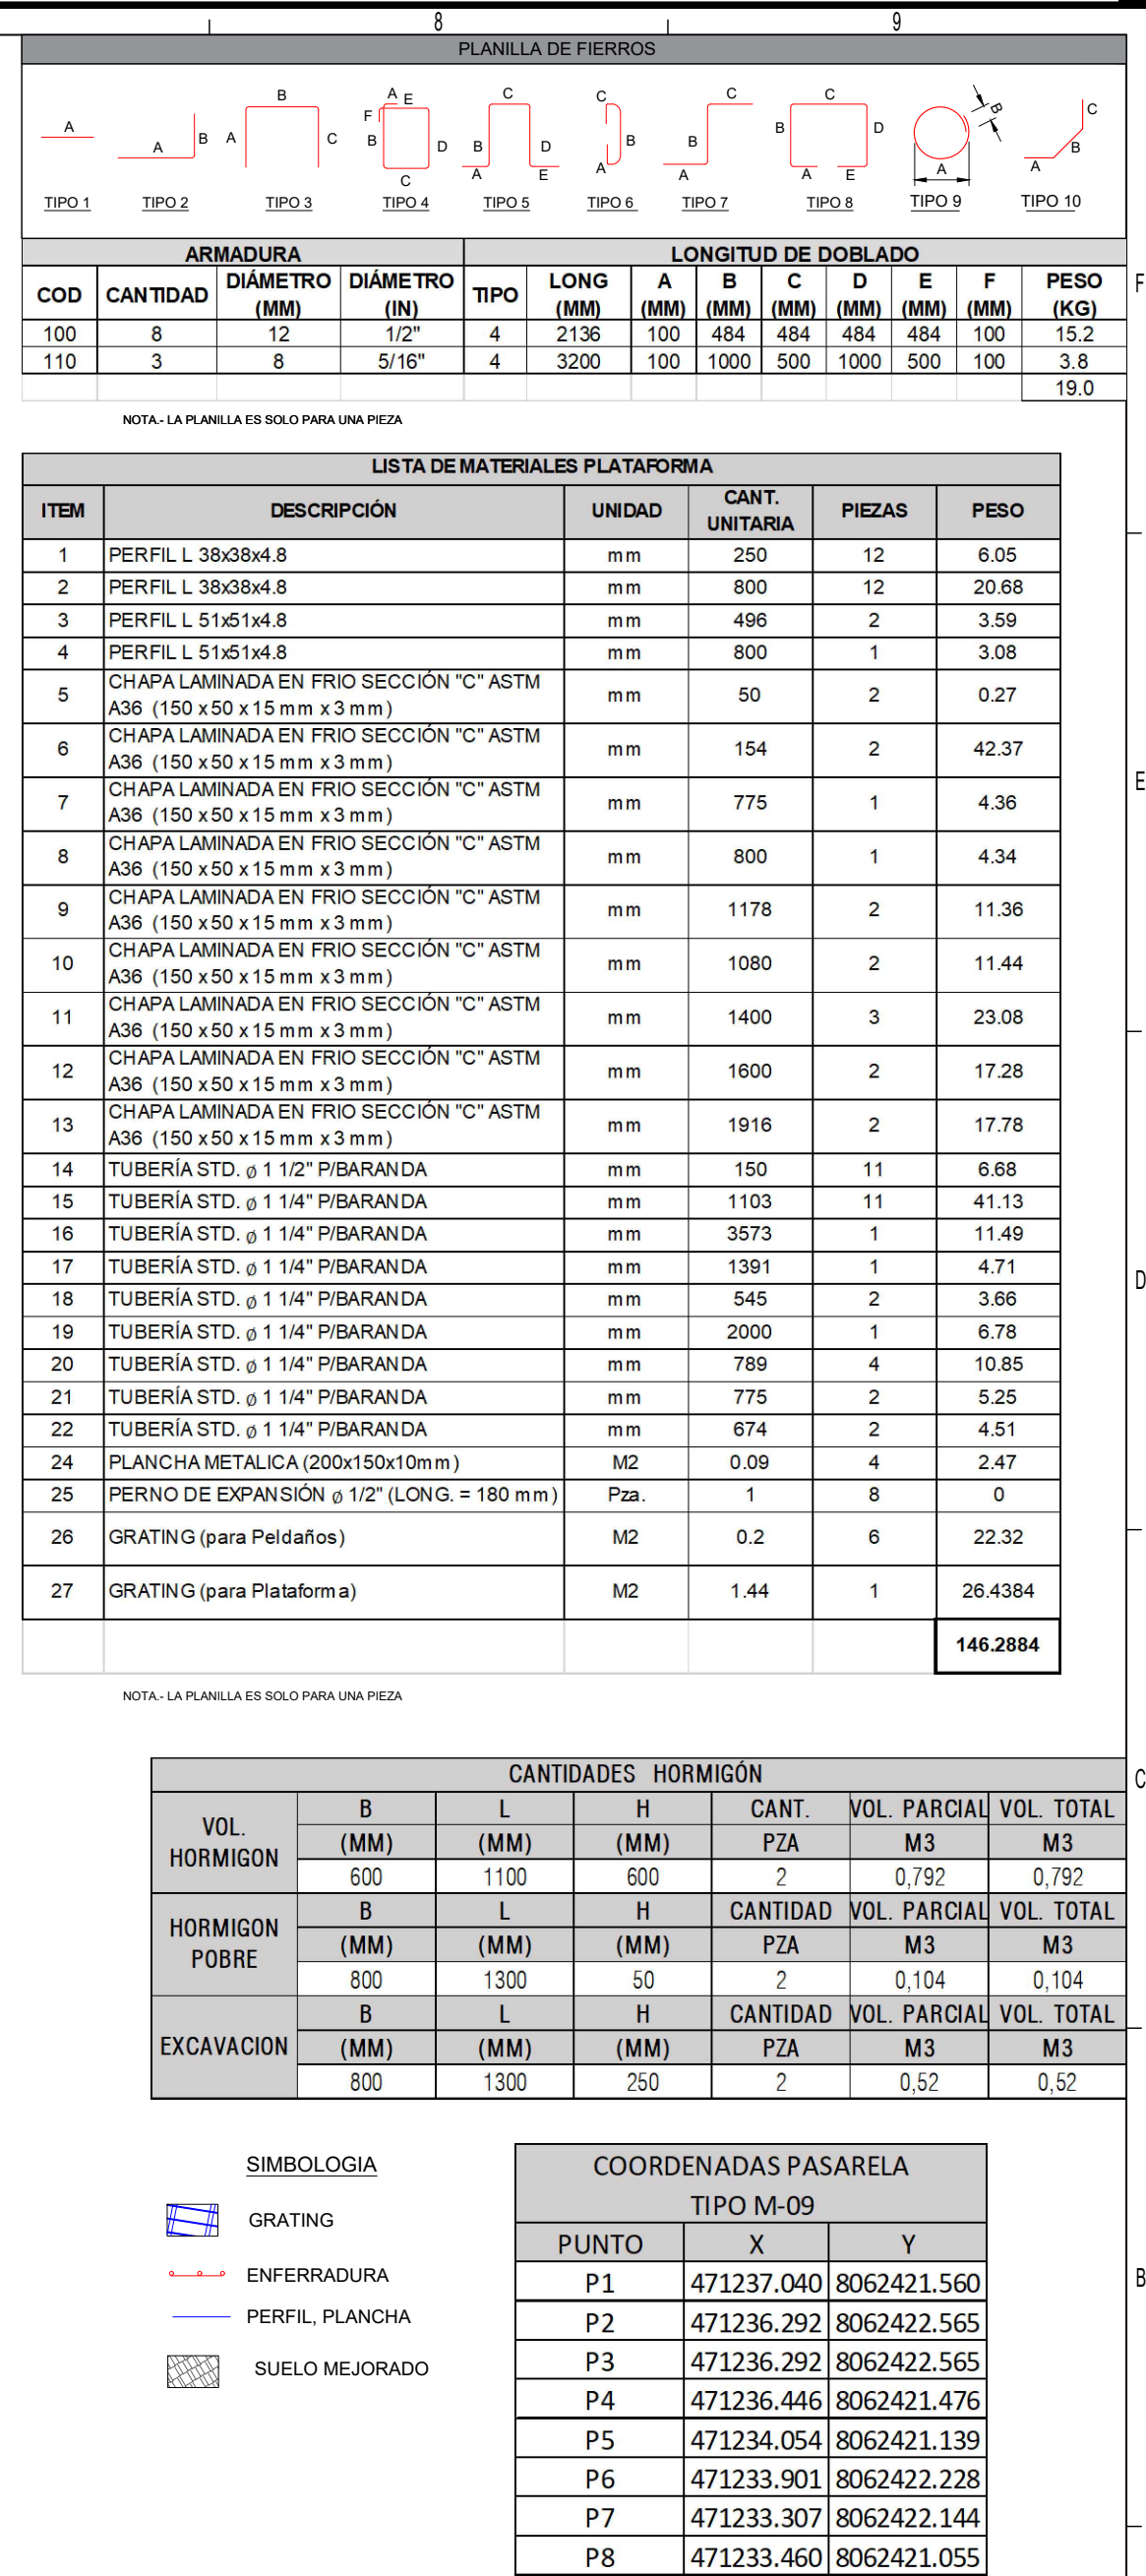 8 9
PLANILLA DE FIERROS
A
TIPO 1
A B
TIPO 2
A B C
TIPO 3
A E F B D C
TIPO 4
C B D A E
TIPO 5
C B A
TIPO 6
C B A
TIPO 7
C B D A E
TIPO 8
B A
TIPO 9
C B A
TIPO 10
ARMADURA LONGITUD DE DOBLADO
COD CANTIDAD DIÁMETRO (MM) DIÁMETRO (IN) TIPO LONG (MM) A (MM) B (MM) C (MM) D (MM) E (MM) F (MM) PESO (KG)
100 8 12 1/2" 4 2136 100 484 484 484 484 100 15.2
110 3 8 5/16" 4 3200 100 1000 500 1000 500 100 3.8
19.0
NOTA.- LA PLANILLA ES SOLO PARA UNA PIEZA
F
LISTA DE MATERIALES PLATAFORMA
ITEM DESCRIPCIÓN UNIDAD CANT. UNITARIA PIEZAS PESO
1 PERFIL L 38x38x4.8 mm 250 12 6.05
2 PERFIL L 38x38x4.8 mm 800 12 20.68
3 PERFIL L 51x51x4.8 mm 496 2 3.59
4 PERFIL L 51x51x4.8 mm 800 1 3.08
5 CHAPA LAMINADA EN FRIO SECCIÓN "C" ASTM A36 (150 x 50 x 15 mm x 3 mm) mm 50 2 0.27
6 CHAPA LAMINADA EN FRIO SECCIÓN "C" ASTM A36 (150 x 50 x 15 mm x 3 mm) mm 154 2 42.37
E
7 CHAPA LAMINADA EN FRIO SECCIÓN "C" ASTM A36 (150 x 50 x 15 mm x 3 mm) mm 775 1 4.36
8 CHAPA LAMINADA EN FRIO SECCIÓN "C" ASTM A36 (150 x 50 x 15 mm x 3 mm) mm 800 1 4.34
9 CHAPA LAMINADA EN FRIO SECCIÓN "C" ASTM A36 (150 x 50 x 15 mm x 3 mm) mm 1178 2 11.36
10 CHAPA LAMINADA EN FRIO SECCIÓN "C" ASTM A36 (150 x 50 x 15 mm x 3 mm) mm 1080 2 11.44
11 CHAPA LAMINADA EN FRIO SECCIÓN "C" ASTM A36 (150 x 50 x 15 mm x 3 mm) mm 1400 3 23.08
12 CHAPA LAMINADA EN FRIO SECCIÓN "C" ASTM A36 (150 x 50 x 15 mm x 3 mm) mm 1600 2 17.28
13 CHAPA LAMINADA EN FRIO SECCIÓN "C" ASTM A36 (150 x 50 x 15 mm x 3 mm) mm 1916 2 17.78
14 TUBERÍA STD. ø 1 1/2" P/BARANDA mm 150 11 6.68
15 TUBERÍA STD. ø 1 1/4" P/BARANDA mm 1103 11 41.13
16 TUBERÍA STD. ø 1 1/4" P/BARANDA mm 3573 1 11.49
17 TUBERÍA STD. ø 1 1/4" P/BARANDA mm 1391 1 4.71
D
18 TUBERÍA STD. ø 1 1/4" P/BARANDA mm 545 2 3.66
19 TUBERÍA STD. ø 1 1/4" P/BARANDA mm 2000 1 6.78
20 TUBERÍA STD. ø 1 1/4" P/BARANDA mm 789 4 10.85
21 TUBERÍA STD. ø 1 1/4" P/BARANDA mm 775 2 5.25
22 TUBERÍA STD. ø 1 1/4" P/BARANDA mm 674 2 4.51
24 PLANCHA METALICA (200x150x10mm) M2 0.09 4 2.47
25 PERNO DE EXPANSIÓN ø 1/2" (LONG. = 180 mm) Pza. 1 8 0
26 GRATING (para Peldaños) M2 0.2 6 22.32
27 GRATING (para Plataforma) M2 1.44 1 26.4384
146.2884
NOTA.- LA PLANILLA ES SOLO PARA UNA PIEZA
CANTIDADES HORMIGÓN
C
VOL. HORMIGON B L H CANT. VOL. PARCIAL VOL. TOTAL
(MM) (MM) (MM) PZA M3 M3
600 1100 600 2 0,792 0,792
HORMIGON POBRE B L H CANTIDAD VOL. PARCIAL VOL. TOTAL
(MM) (MM) (MM) PZA M3 M3
800 1300 50 2 0,104 0,104
EXCAVACION B L H CANTIDAD VOL. PARCIAL VOL. TOTAL
(MM) (MM) (MM) PZA M3 M3
800 1300 250 2 0,52 0,52
SIMBOLOGIA
GRATING
ENFERRADURA
PERFIL, PLANCHA
SUELO MEJORADO
COORDENADAS PASARELA
TIPO M-09
PUNTO X Y
P1 471237.040 8062421.560
B
P2 471236.292 8062422.565
P3 471236.292 8062422.565
P4 471236.446 8062421.476
P5 471234.054 8062421.139
P6 471233.901 8062422.228
P7 471233.307 8062422.144
P8 471233.460 8062421.055